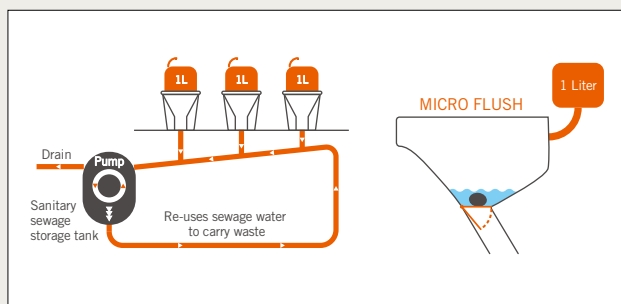 1L 1L 1L
MICRO FLUSH
1 Liter
Drain
Pump
Sanitary
sewage
storage tank
Re-uses sewage water
to carry waste